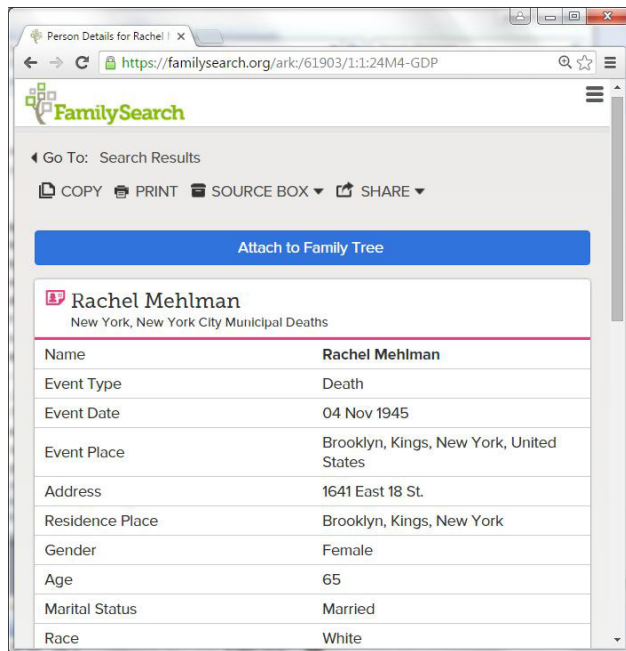 Person Details for Rachel
https://familysearch.org/ark:/61903/1:1:24M4-GDP
FamilySearch
Go To: Search Results
COPY PRINT SOURCE BOX SHARE
Attach to Family Tree
Rachel Mehlman
New York, New York City Municipal Deaths
Name Rachel Mehlman
Event Type Death
Event Date 04 Nov 1945
Event Place Brooklyn, Kings, New York, United
States
Address 1641 East 18 St.
Residence Place Brooklyn, Kings, New York
Gender Female
Age 65
Marital Status Married
Race White